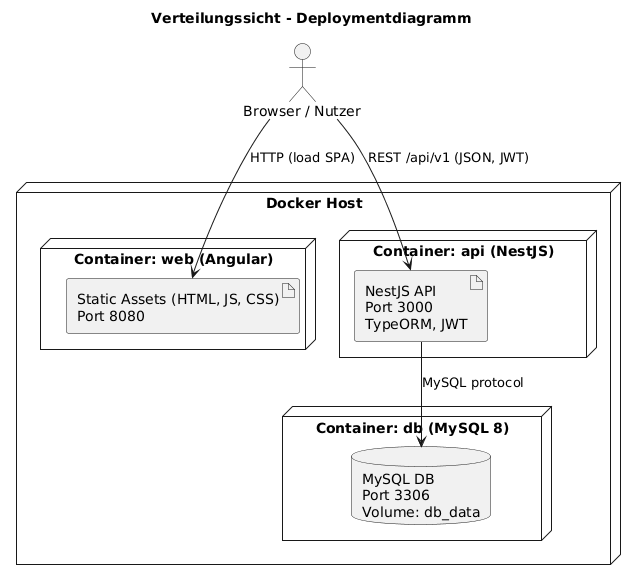 Verteilungssicht - Deploymentdiagramm
Browser / Nutzer
HTTP (load SPA)
REST /api/v1 (JSON, JWT)
Docker Host
Container: web (Angular)
Static Assets (HTML, JS, CSS)
Port 8080
Container: api (NestJS)
NestJS API
Port 3000
TypeORM, JWT
MySQL protocol
Container: db (MySQL 8)
MySQL DB
Port 3306
Volume: db_data